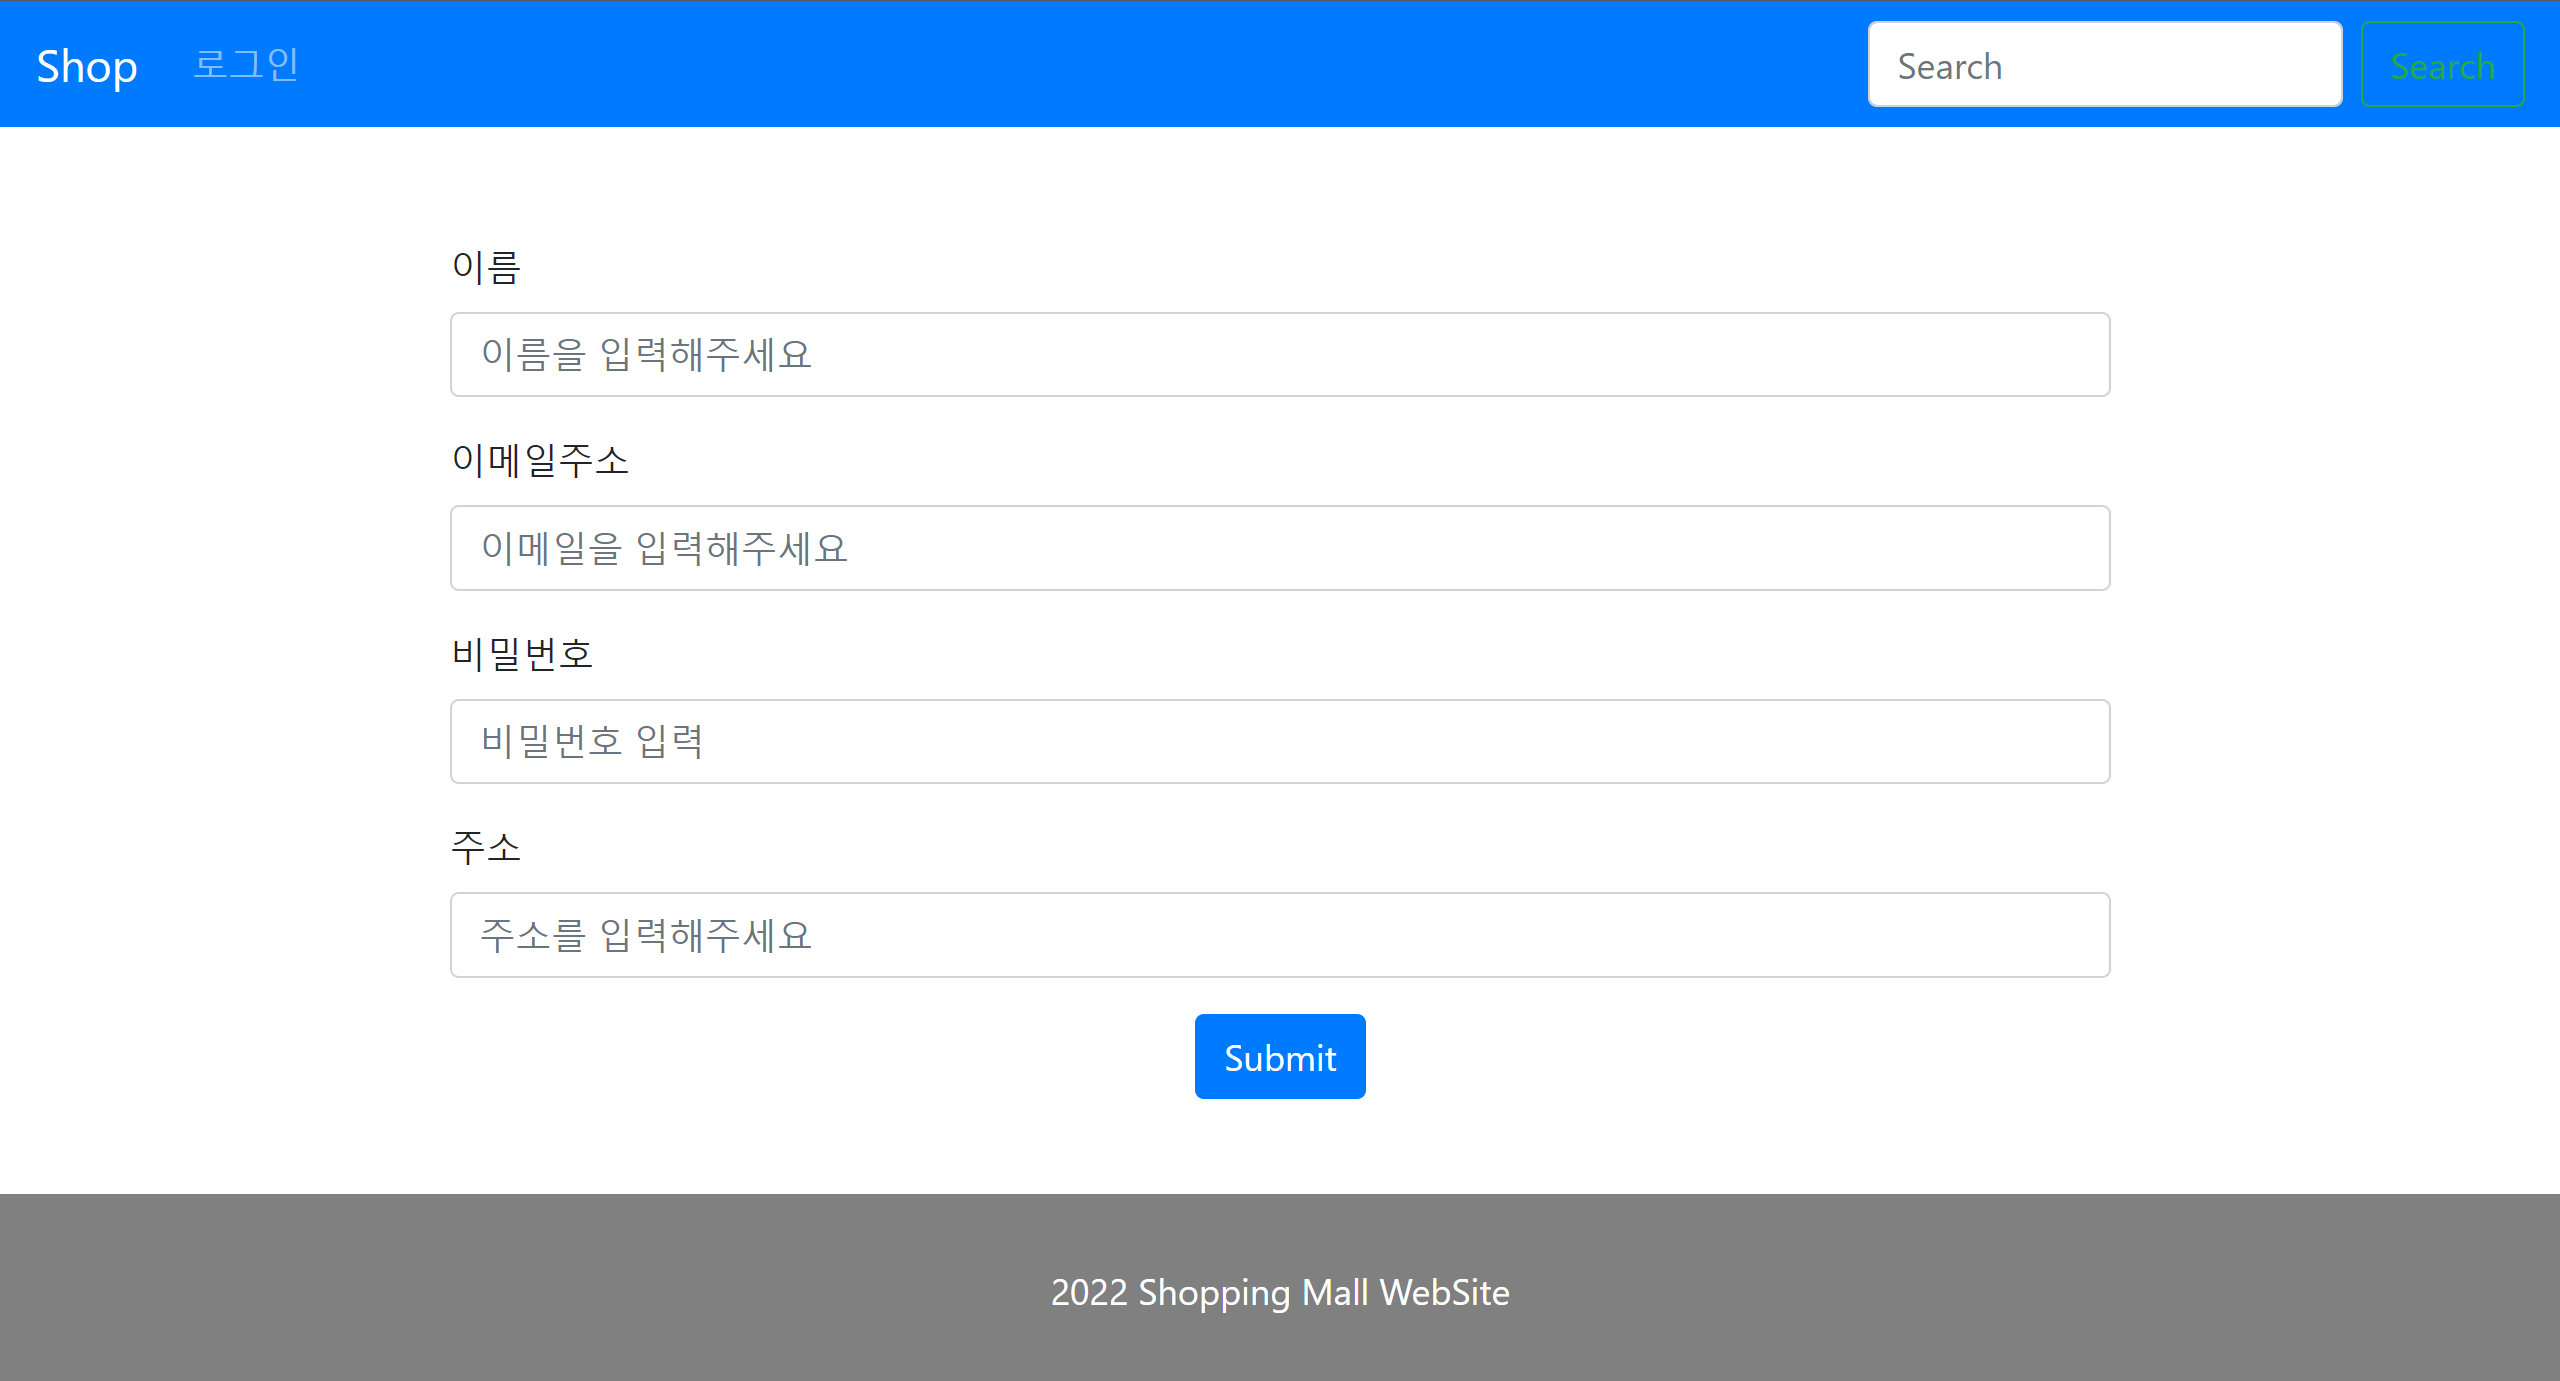 Shop 로그인 Search Search
이름
이름을 입력해주세요
이메일주소
이메일을 입력해주세요
비밀번호
비밀번호 입력
주소
주소를 입력해주세요
Submit
2022 Shopping Mall WebSite